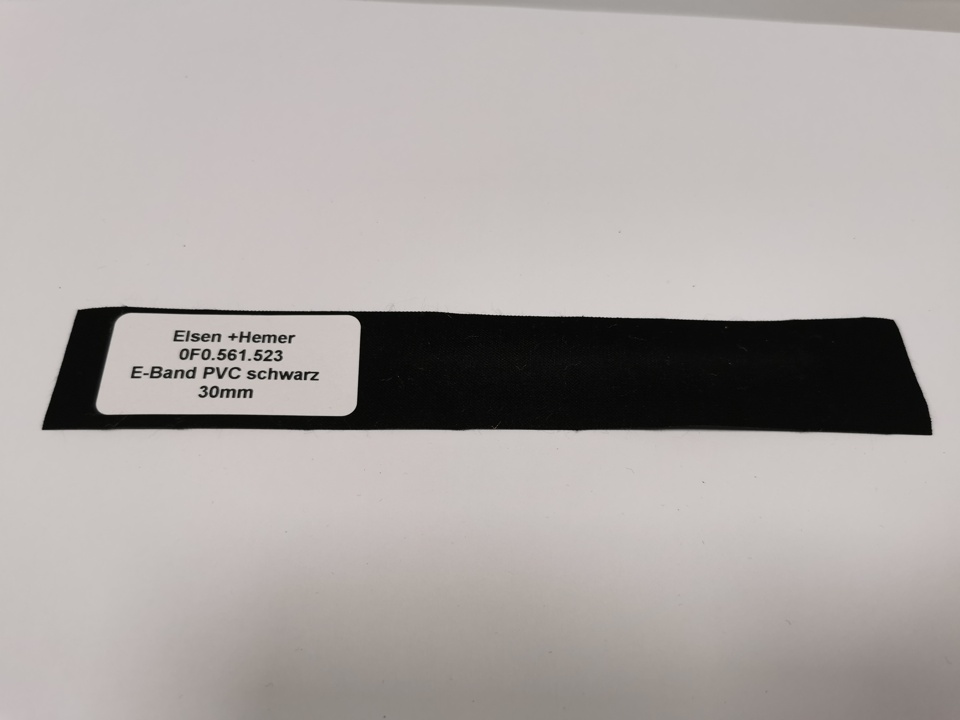 Elsen +Hemer
0F0.561.523
E-Band PVC schwarz
30mm